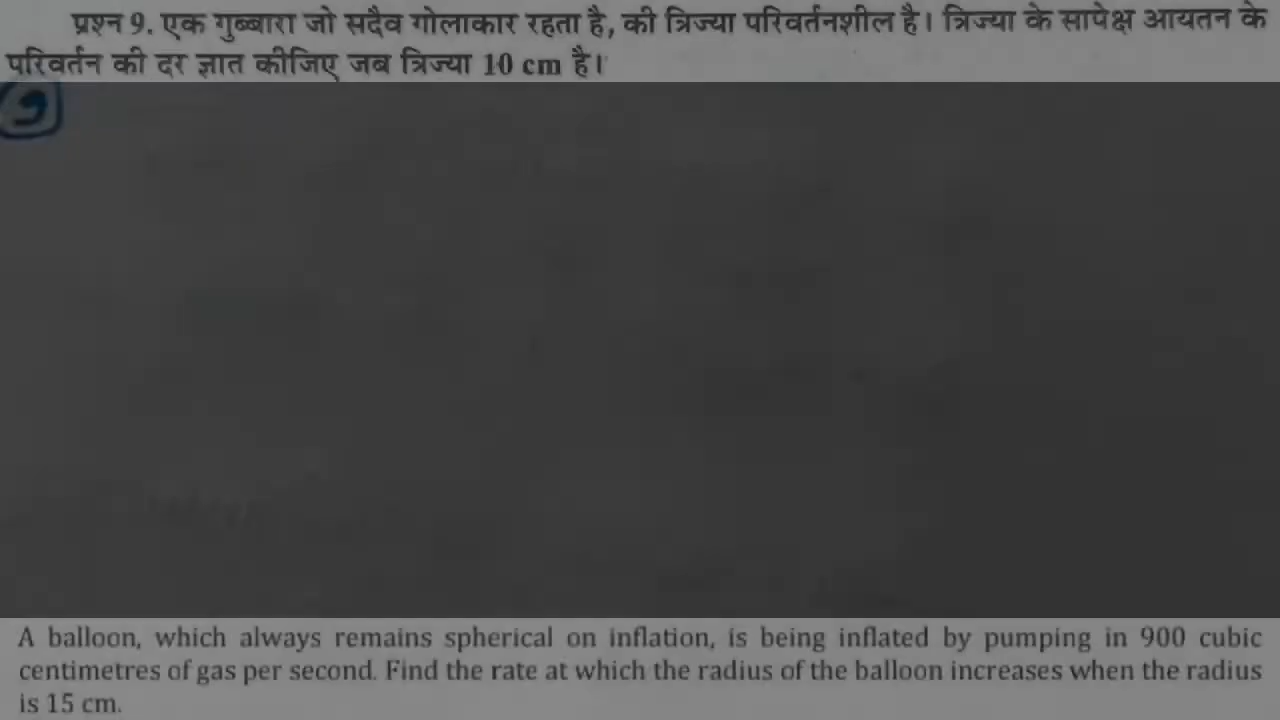 प्रश्न 9. एक गुब्बारा जो सदैव गोलाकार रहता है, की त्रिज्या परिवर्तनशील है। त्रिज्या के सापेक्ष आयतन के
परिवर्तन की दर ज्ञात कीजिए जब त्रिज्या 10 cm है।
9
A balloon, which always remains spherical on inflation, is being inflated by pumping in 900 cubic
centimetres of gas per second. Find the rate at which the radius of the balloon increases when the radius
is 15 cm.